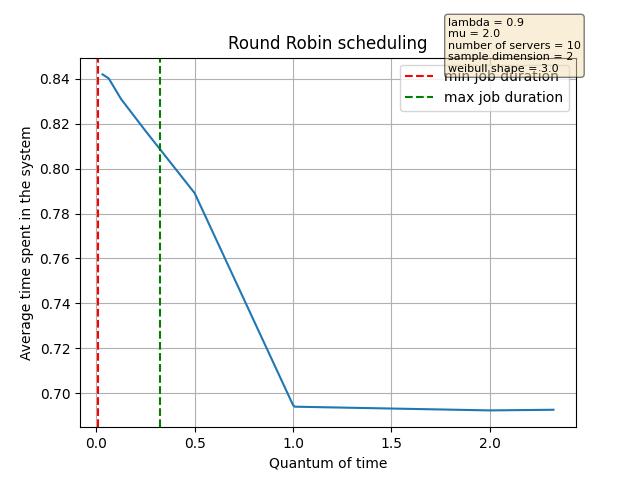 lambda = 0.9
mu = 2.0
number of servers = 10
sample dimension = 2
weibull shape = 3.0
Round Robin scheduling
min job duration
max job duration
Average time spent in the system
0.84
0.82
0.80
0.78
0.76
0.74
0.72
0.70
0.0 0.5 1.0 1.5 2.0
Quantum of time